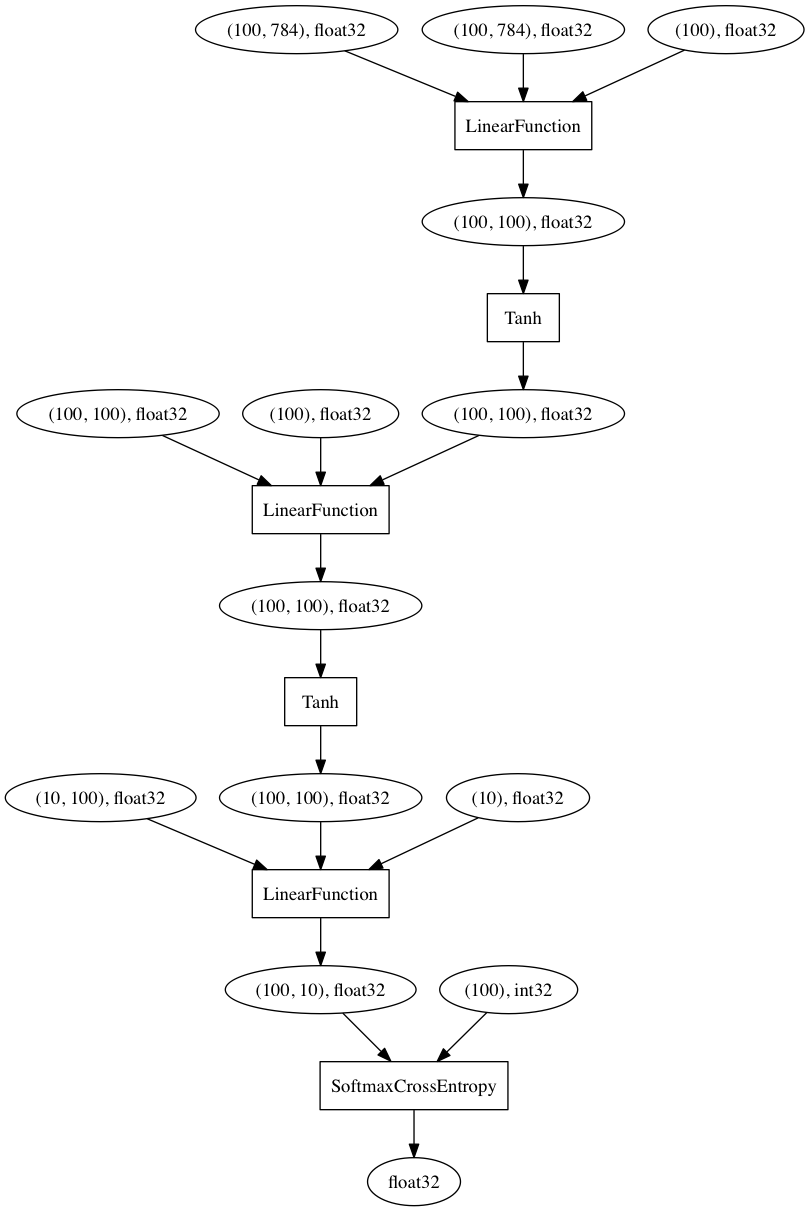 (100, 784), float32
(100, 784), float32
(100), float32
LinearFunction
(100, 100), float32
Tanh
(100, 100), float32
(100), float32
(100, 100), float32
LinearFunction
(100, 100), float32
Tanh
(10, 100), float32
(100, 100), float32
(10), float32
LinearFunction
(100, 10), float32
(100), int32
SoftmaxCrossEntropy
float32